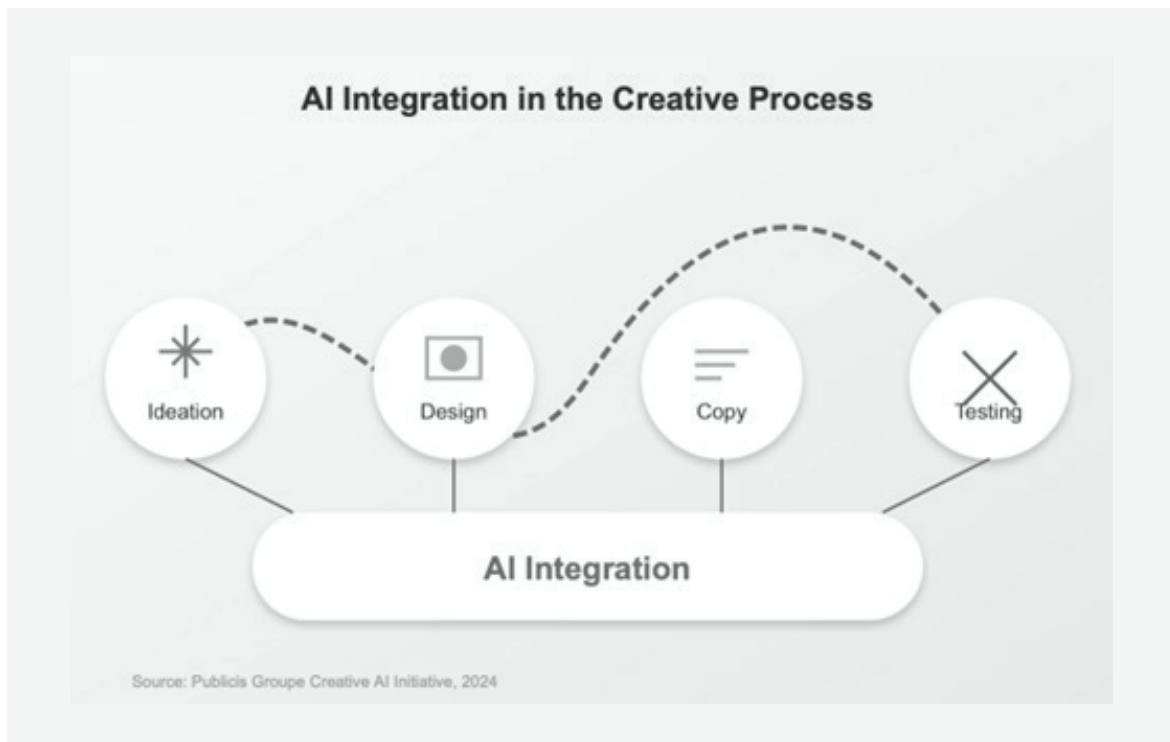 AI Integration in the Creative Process
Ideation
Design
Copy
Testing
AI Integration
Source: Publicis Groupe Creative AI Initiative, 2024